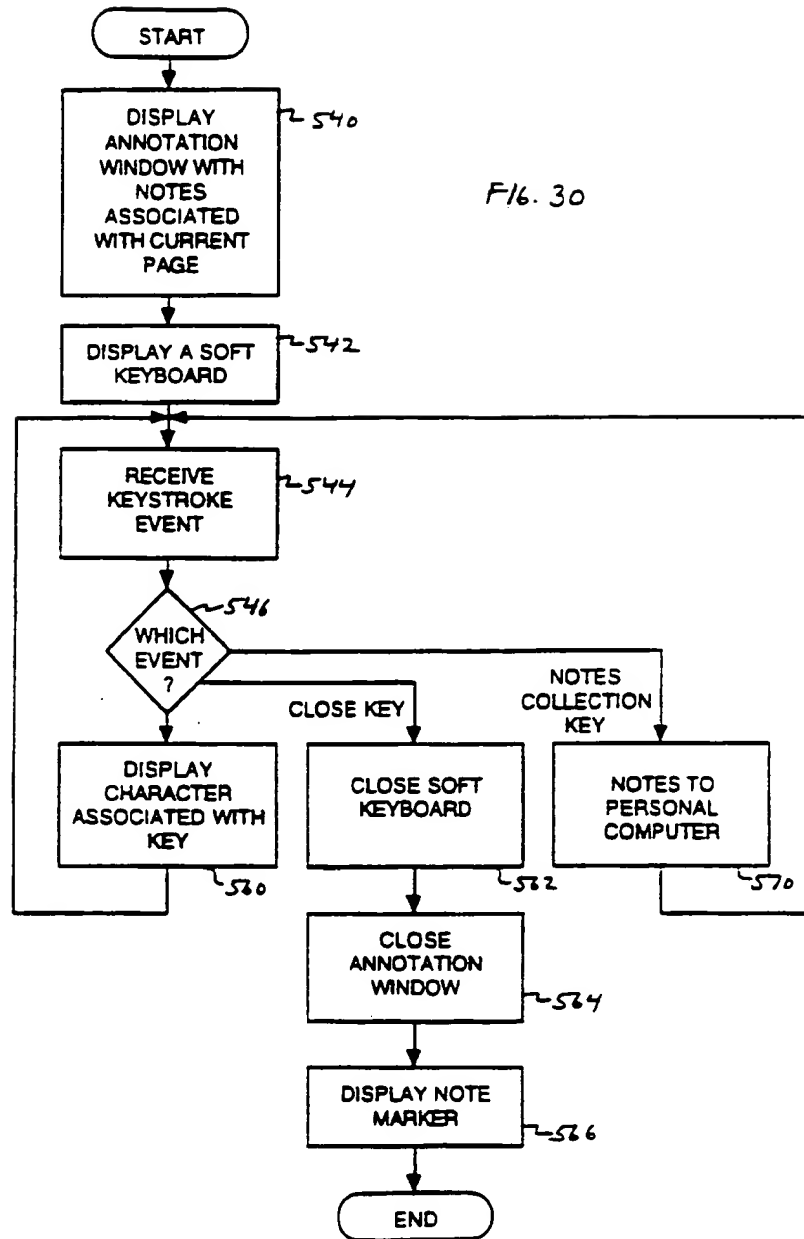 START
DISPLAY
ANNOTATION
WINDOW WITH
NOTES
ASSOCIATED
WITH CURRENT
PAGE
540
FIG. 30
DISPLAY A SOFT
KEYBOARD
542
RECEIVE
KEYSTROKE
EVENT
544
WHICH
EVENT
?
546
CLOSE KEY
NOTES
COLLECTION
KEY
DISPLAY
CHARACTER
ASSOCIATED WITH
KEY
560
CLOSE SOFT
KEYBOARD
562
NOTES TO
PERSONAL
COMPUTER
570
CLOSE
ANNOTATION
WINDOW
564
DISPLAY NOTE
MARKER
566
END